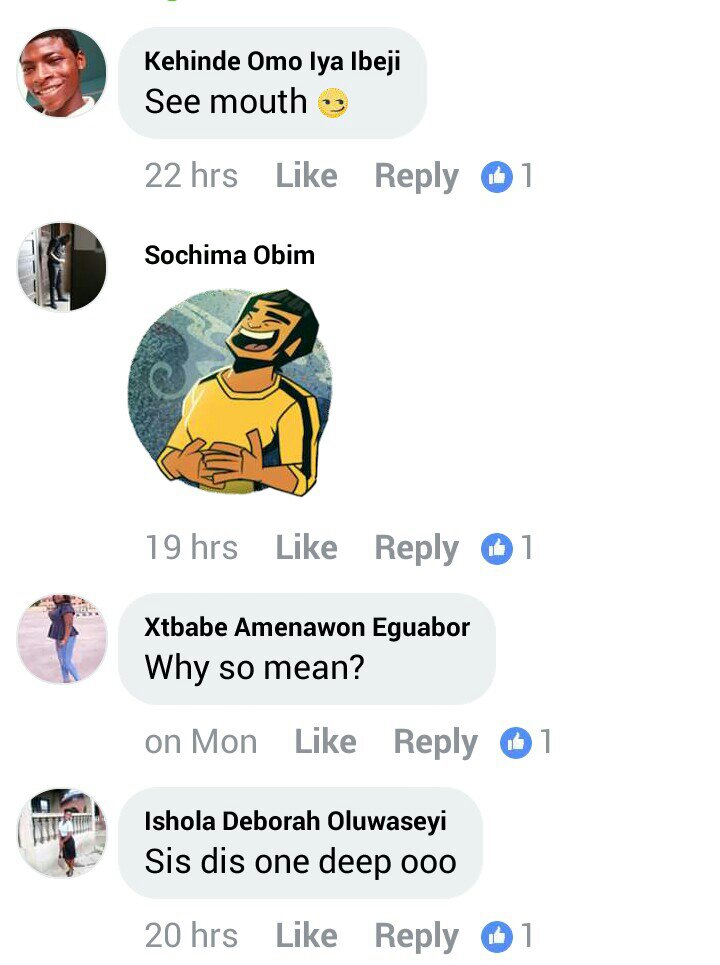 Kehinde Omo Iya Ibeji
See mouth 😏
22 hrs Like Reply 1
Sochima Obim
19 hrs Like Reply 1
Xtbabe Amenawon Eguabor
Why so mean?
on Mon Like Reply 1
Ishola Deborah Oluwaseyi
Sis dis one deep ooo
20 hrs Like Reply 1